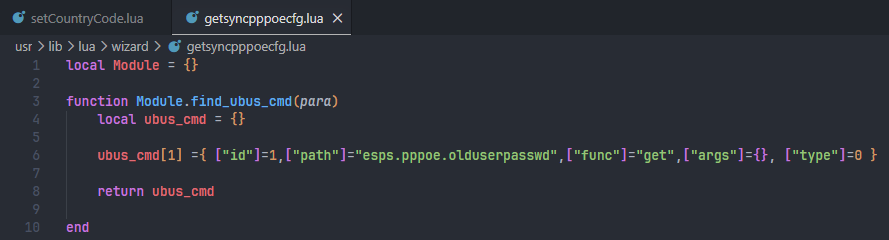 setCountryCode.lua
getsyncpppoecfg.lua
usr > lib > lua > wizard > getsyncpppoecfg.lua
1 local Module = {}
2
3 function Module.find_ubus_cmd(para)
4 local ubus_cmd = {}
5
6 ubus_cmd[1] ={ ["id"]=1,["path"]="esps.pppoe.olduserpasswd",["func"]="get",["args"]={}, ["type"]=0 }
7
8 return ubus_cmd
9
10 end